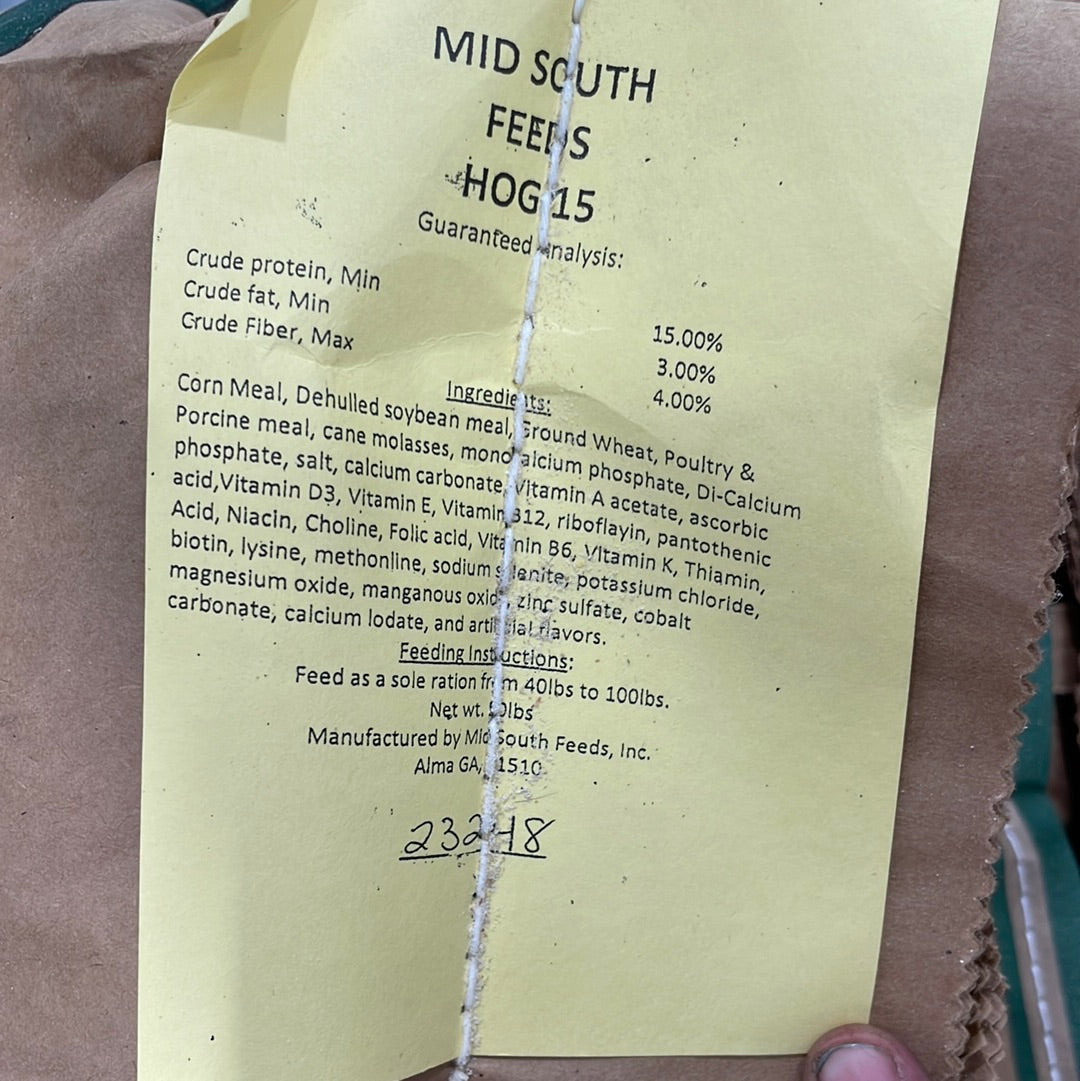 MID SOUTH
FEEDS
HOG 15
Guaranteed Analysis:
Crude protein, Min 15.00%
Crude fat, Min 3.00%
Crude Fiber, Max 4.00%
Ingredients:
Corn Meal, Dehulled soybean meal, Ground Wheat, Poultry &
Porcine meal, cane molasses, monocalcium phosphate, Di-Calcium
phosphate, salt, calcium carbonate, Vitamin A acetate, ascorbic
acid,Vitamin D3, Vitamin E, Vitamin B12, riboflayin, pantothenic
Acid, Niacin, Choline, Folic acid, Vitamin B6, Vitamin K, Thiamin,
biotin, lysine, methonline, sodium selenite, potassium chloride,
magnesium oxide, manganous oxide, zinc sulfate, cobalt
carbonate, calcium Iodate, and artificial flavors.
Feeding Instructions:
Feed as a sole ration from 40lbs to 100lbs.
Net wt. 50lbs
Manufactured by Mid South Feeds, Inc.
Alma GA, 31510
23248